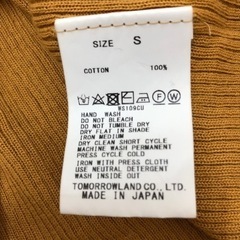 SIZE S
COTTON 100%
WS109CU
HAND WASH
DO NOT BLEACH
DO NOT TUMBLE DRY
DRY FLAT IN SHADE
IRON MEDIUM
DRY CLEAN SHORT CYCLE
MACHINE WASH PERMANENT
PRESS CYCLE COLD
IRON WITH PRESS CLOTH
USE NEUTRAL DETERGENT
WASH INSIDE OUT
TOMORROWLAND CO., LTD.
MADE IN JAPAN